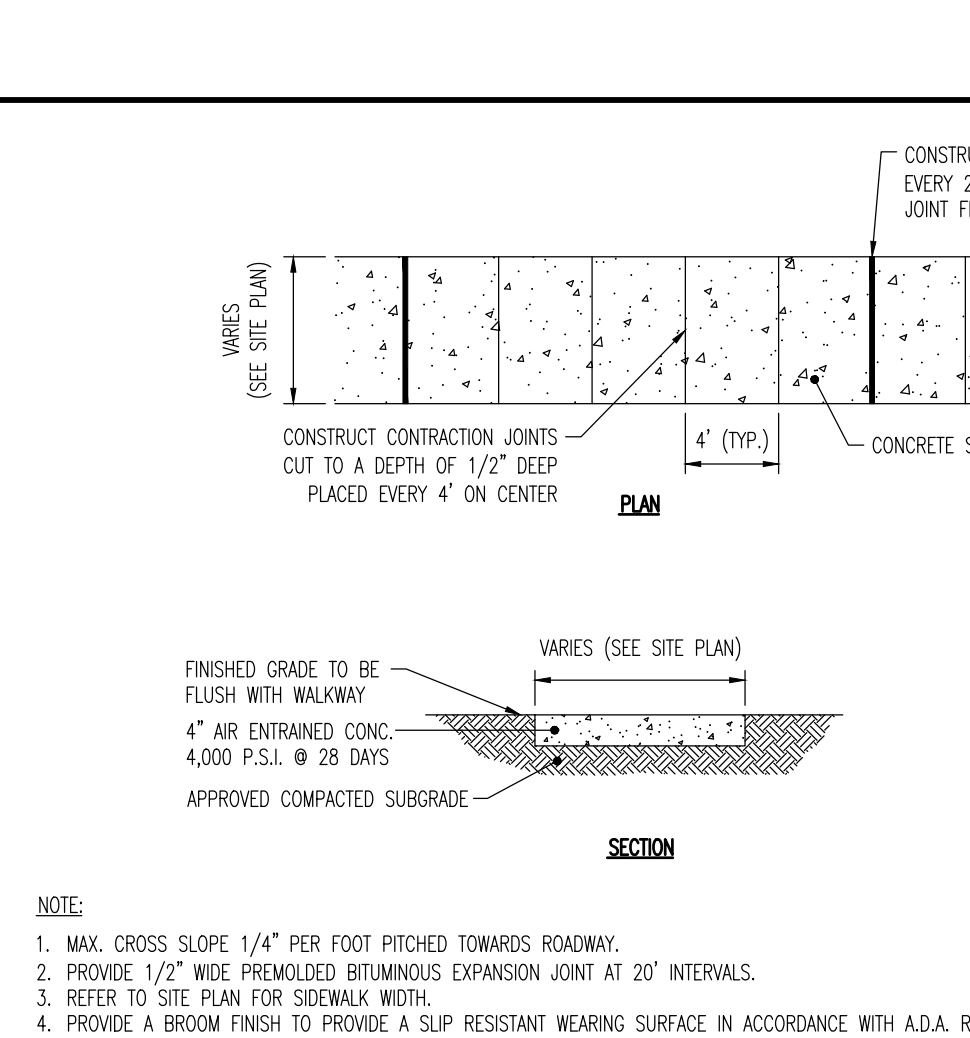 CONSTRU
EVERY 2
JOINT
VARIES
(SEE SITE PLAN)
CONSTRUCT CONTRACTION JOINTS
CUT TO A DEPTH OF 1/2" DEEP
PLACED EVERY 4' ON CENTER
4' (TYP.)
CONCRETE S
PLAN
VARIES (SEE SITE PLAN)
FINISHED GRADE TO BE
FLUSH WITH WALKWAY
4" AIR ENTRAINED CONC.
4,000 P.S.I. @ 28 DAYS
APPROVED COMPACTED SUBGRADE
SECTION
NOTE:
1. MAX. CROSS SLOPE 1/4" PER FOOT PITCHED TOWARDS ROADWAY.
2. PROVIDE 1/2" WIDE PREMOLDED BITUMINOUS EXPANSION JOINT AT 20' INTERVALS.
3. REFER TO SITE PLAN FOR SIDEWALK WIDTH.
4. PROVIDE A BROOM FINISH TO PROVIDE A SLIP RESISTANT WEARING SURFACE IN ACCORDANCE WITH A.D.A. R